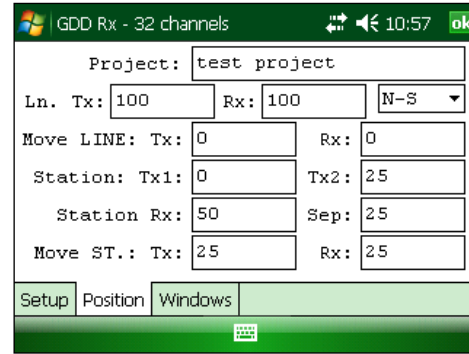 GDD Rx - 32 channels 10:57 ok
Project: test project
Ln. Tx: 100 Rx: 100 N-S
Move LINE: Tx: 0 Rx: 0
Station: Tx1: 0 Tx2: 25
Station Rx: 50 Sep: 25
Move ST.: Tx: 25 Rx: 25
Setup Position Windows